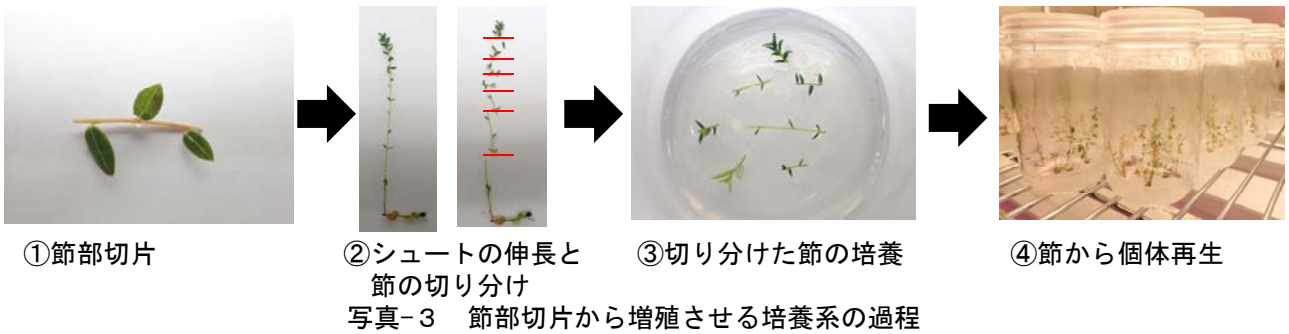 ①節部切片
②シュートの伸長と
節の切り分け
③切り分けた節の培養
④節から個体再生
写真-３　節部切片から増殖させる培養系の過程